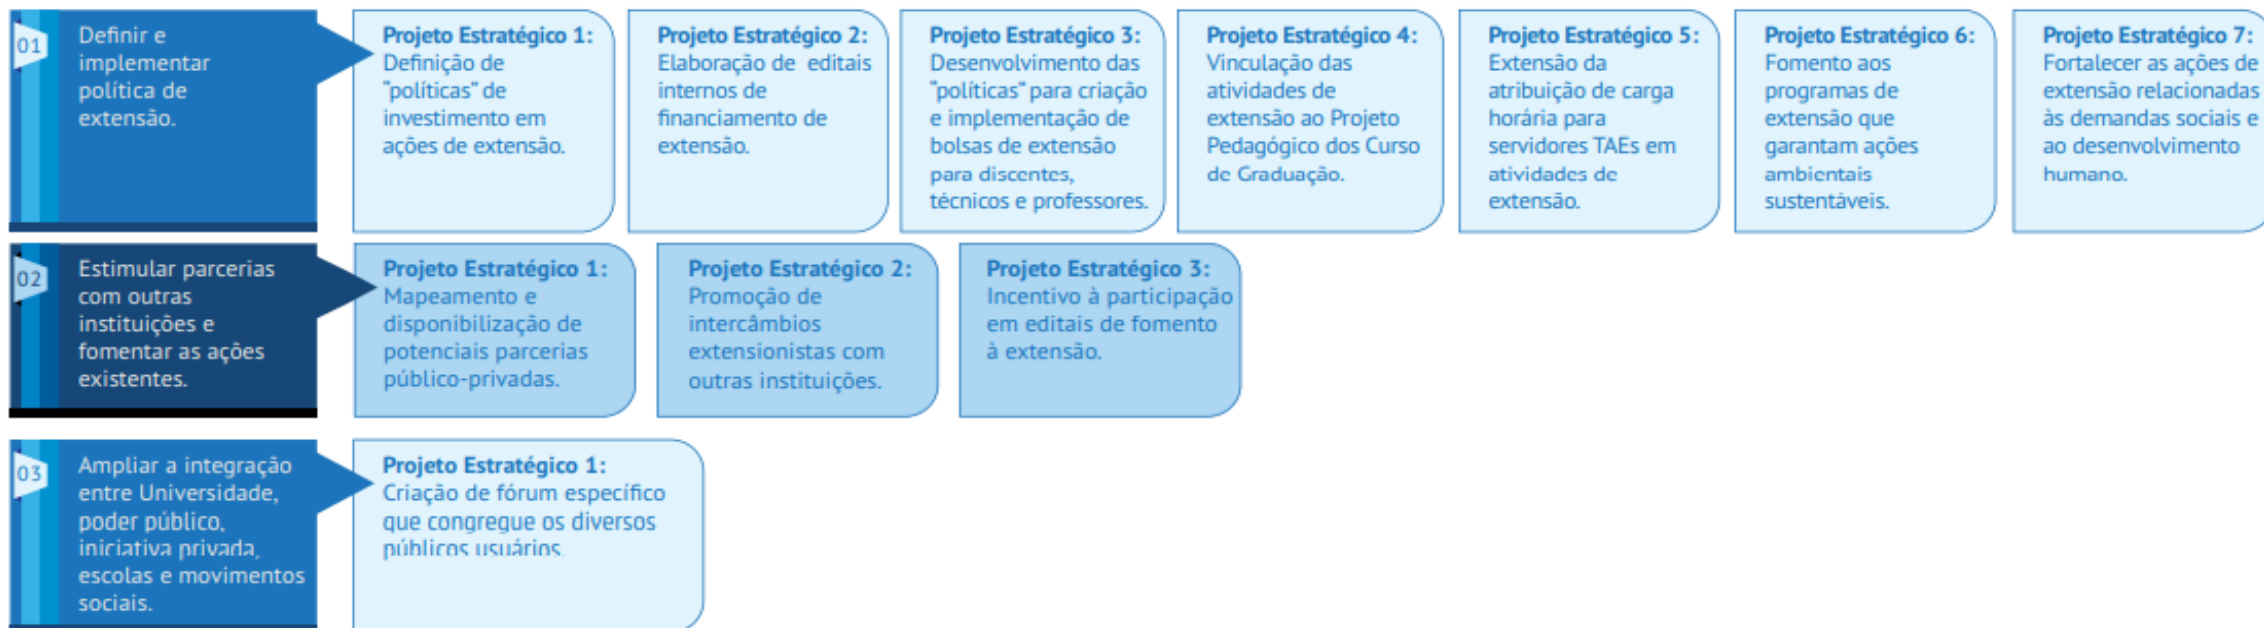 01
Definir e
implementar
política de
extensão.
Projeto Estratégico 1:
Definição de
"políticas" de
investimento em
ações de extensão.
Projeto Estratégico 2:
Elaboração de editais
internos de
financiamento de
extensão.
Projeto Estratégico 3:
Desenvolvimento das
"políticas" para criação
e implementação de
bolsas de extensão
para discentes,
técnicos e professores.
Projeto Estratégico 4:
Vinculação das
atividades de
extensão ao Projeto
Pedagógico dos Curso
de Graduação.
Projeto Estratégico 5:
Extensão da
atribuição de carga
horária para
servidores TAEs em
atividades de
extensão.
Projeto Estratégico 6:
Fomento aos
programas de
extensão que
garantam ações
ambientais
sustentáveis.
Projeto Estratégico 7:
Fortalecer as ações de
extensão relacionadas
às demandas sociais e
ao desenvolvimento
humano.
02
Estimular parcerias
com outras
instituições e
fomentar as ações
existentes.
Projeto Estratégico 1:
Mapeamento e
disponibilização de
potenciais parcerias
público-privadas.
Projeto Estratégico 2:
Promoção de
intercâmbios
extensionistas com
outras instituições.
Projeto Estratégico 3:
Incentivo à participação
em editais de fomento
à extensão.
03
Ampliar a integração
entre Universidade,
poder público,
iniciativa privada,
escolas e movimentos
sociais.
Projeto Estratégico 1:
Criação de fórum específico
que congregue os diversos
públicos usuários.